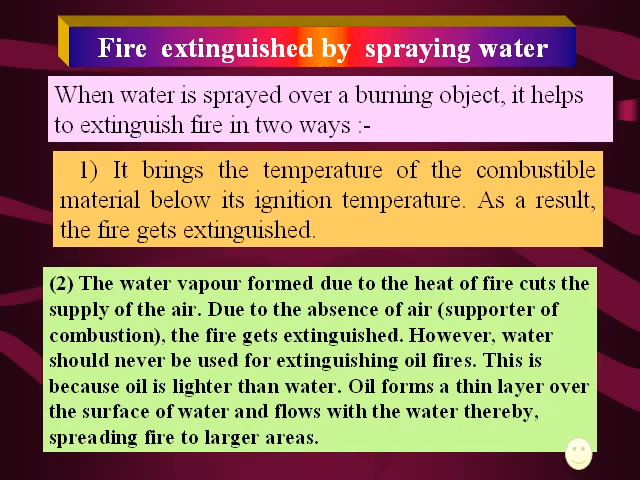 Fire extinguished by spraying water
When water is sprayed over a burning object, it helps
to extinguish fire in two ways :-
1) It brings the temperature of the combustible
material below its ignition temperature. As a result,
the fire gets extinguished.
(2) The water vapour formed due to the heat of fire cuts the
supply of the air. Due to the absence of air (supporter of
combustion), the fire gets extinguished. However, water
should never be used for extinguishing oil fires. This is
because oil is lighter than water. Oil forms a thin layer over
the surface of water and flows with the water thereby,
spreading fire to larger areas.